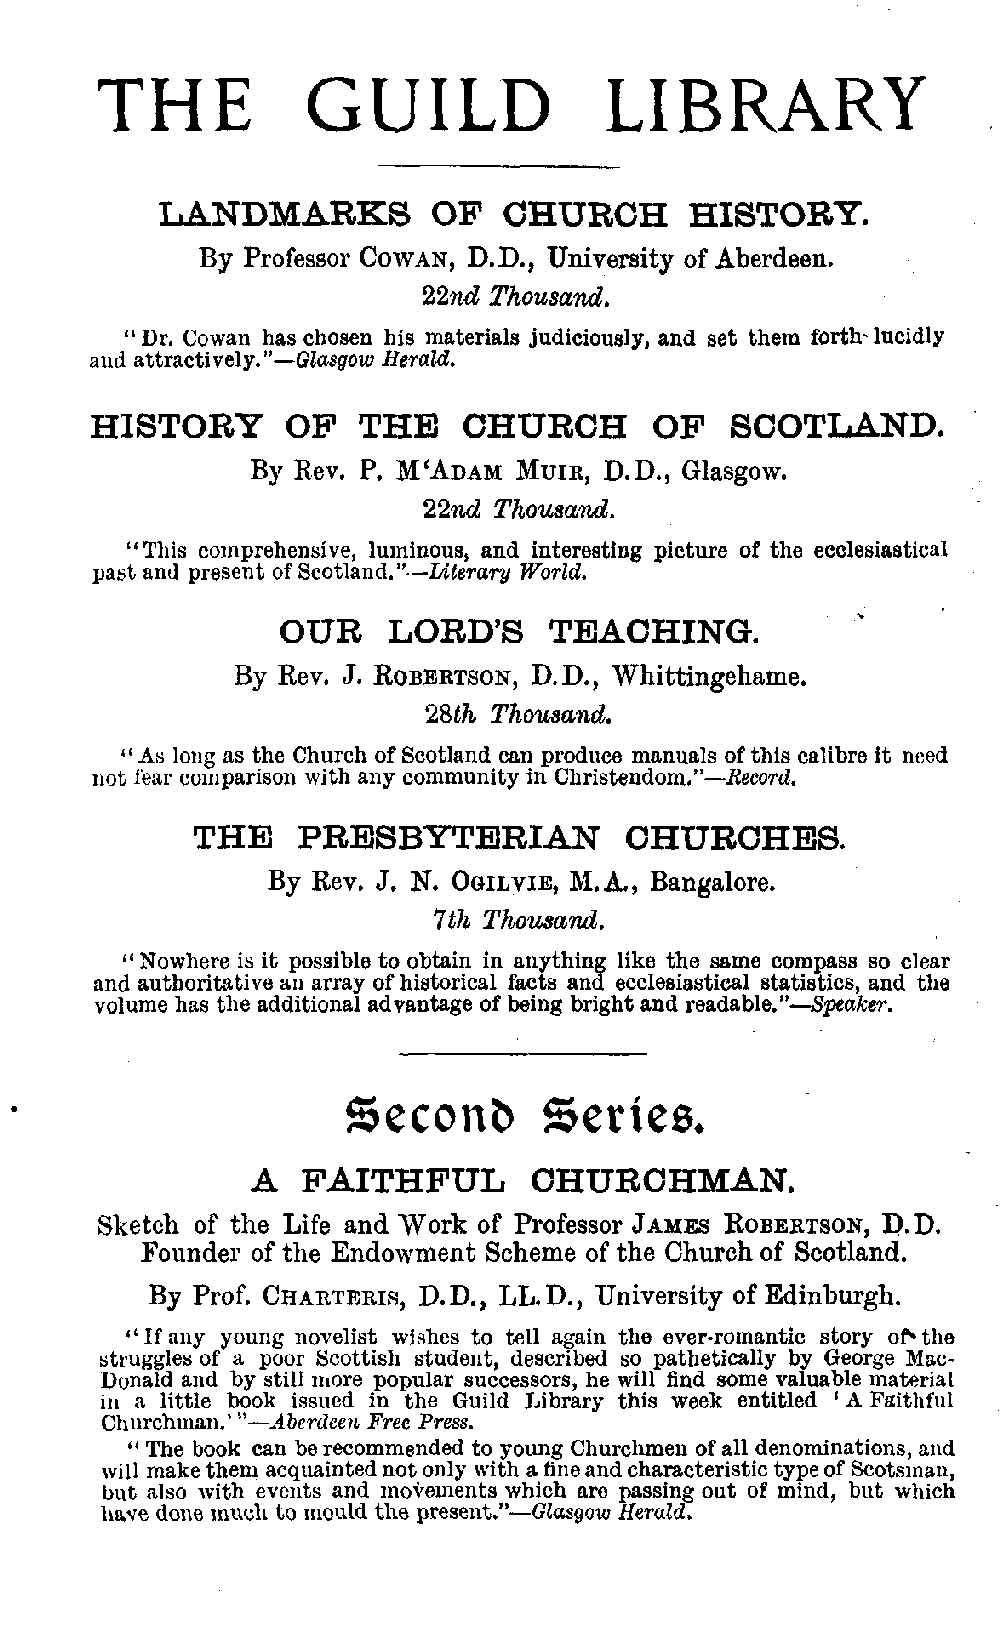 THE GUILD LIBRARY
LANDMARKS OF CHURCH HISTORY.
By Professor COWAN, D.D., University of Aberdeen.
22nd Thousand.
"Dr. Cowan has chosen his materials judiciously, and set them forth lucidly
and attractively."—Glasgow Herald.
HISTORY OF THE CHURCH OF SCOTLAND.
By Rev. P. M'ADAM MUIR, D.D., Glasgow.
22nd Thousand.
"This comprehensive, luminous, and interesting picture of the ecclesiastical
past and present of Scotland."—Literary World.
OUR LORD'S TEACHING.
By Rev. J. ROBERTSON, D.D., Whittingehame.
28th Thousand.
"As long as the Church of Scotland can produce manuals of this calibre it need
not fear comparison with any community in Christendom."—Record.
THE PRESBYTERIAN CHURCHES.
By Rev. J. N. OGILVIE, M.A., Bangalore.
7th Thousand.
"Nowhere is it possible to obtain in anything like the same compass so clear
and authoritative an array of historical facts and ecclesiastical statistics, and the
volume has the additional advantage of being bright and readable."—Speaker.
Second Series.
A FAITHFUL CHURCHMAN.
Sketch of the Life and Work of Professor JAMES ROBERTSON, D.D.
Founder of the Endowment Scheme of the Church of Scotland.
By Prof. CHARTERIS, D.D., LL.D., University of Edinburgh.
"If any young novelist wishes to tell again the ever-romantic story of the
struggles of a poor Scottish student, described so pathetically by George Mac-
Donald and by still more popular successors, he will find some valuable material
in a little book issued in the Guild Library this week entitled 'A Faithful
Churchman.'"—Aberdeen Free Press.
"The book can be recommended to young Churchmen of all denominations, and
will make them acquainted not only with a fine and characteristic type of Scotsman,
but also with events and movements which are passing out of mind, but which
have done much to mould the present."—Glasgow Herald.